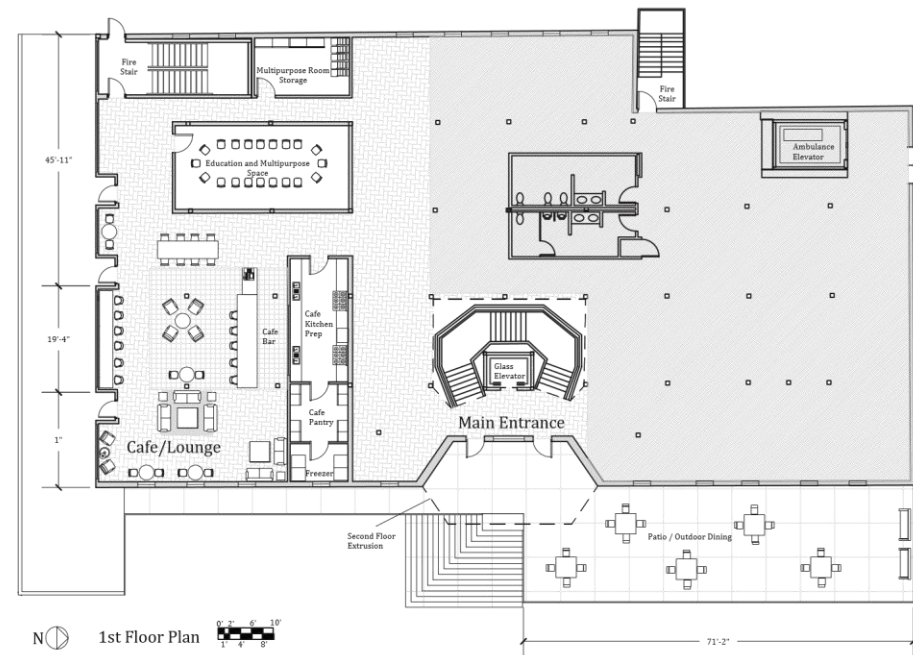 Fire
Stair
Multipurpose Room
Storage
Fire
Stair
Ambulance
Elevator
45'-11"
Education and Multipurpose
Space
19'-4"
Cafe
Bar
Cafe
Kitchen
Prep
Glass
Elevator
Cafe
Pantry
Main Entrance
1"
Cafe/Lounge
Freezer
Second Floor
Extrusion
Patio / Outdoor Dining
N
1st Floor Plan
0' 2' 6' 10'
1' 4' 8'
71'-2"